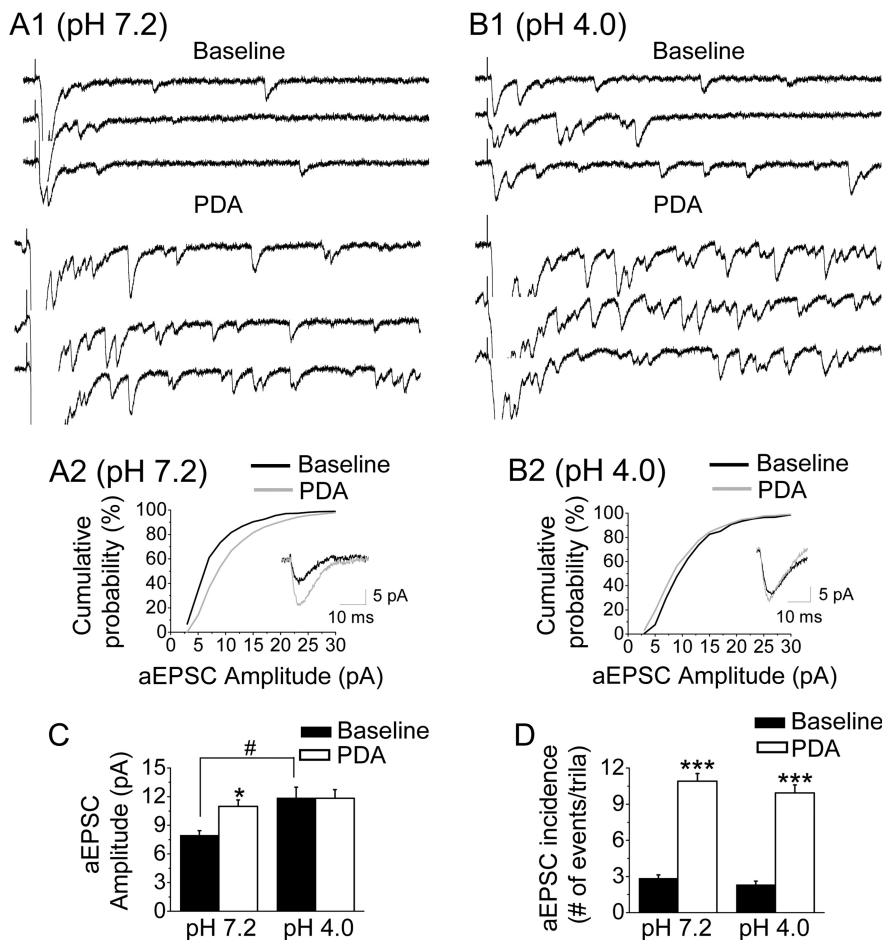 A1 (pH 7.2)
Baseline
PDA
B1 (pH 4.0)
Baseline
PDA
A2 (pH 7.2)
Baseline
PDA
Cumulative
probability (%)
100
80
60
40
20
0
0 5 10 15 20 25 30
aEPSC Amplitude (pA)
5 pA
10 ms
B2 (pH 4.0)
Baseline
PDA
Cumulative
probability (%)
100
80
60
40
20
0
0 5 10 15 20 25 30
aEPSC Amplitude (pA)
5 pA
10 ms
C
Baseline
PDA
#
*
aEPSC
Amplitude (pA)
15
12
9
6
3
0
pH 7.2 pH 4.0
D
Baseline
PDA
***
***
aEPSC incidence
(# of events/trila)
12
9
6
3
0
pH 7.2 pH 4.0